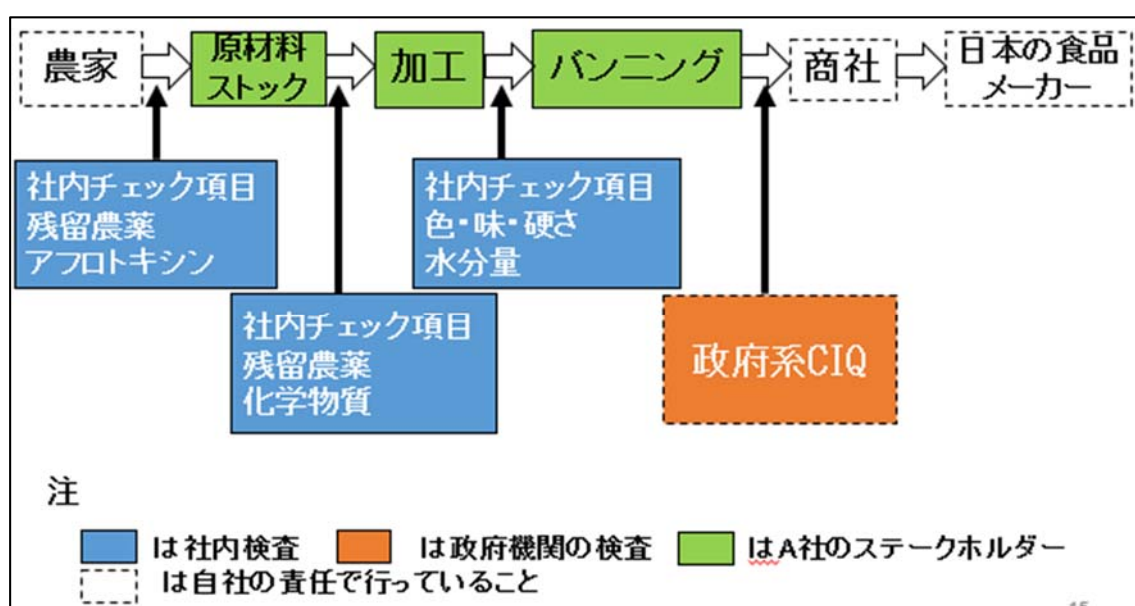 農家
原材料
ストック
加工
バンニング
商社
日本の食品
メーカー
社内チェック項目
残留農薬
アフロトキシン
社内チェック項目
残留農薬
化学物質
社内チェック項目
色・味・硬さ
水分量
政府系CIQ
注
は社内検査
は政府機関の検査
はA社のステークホルダー
は自社の責任で行っていること